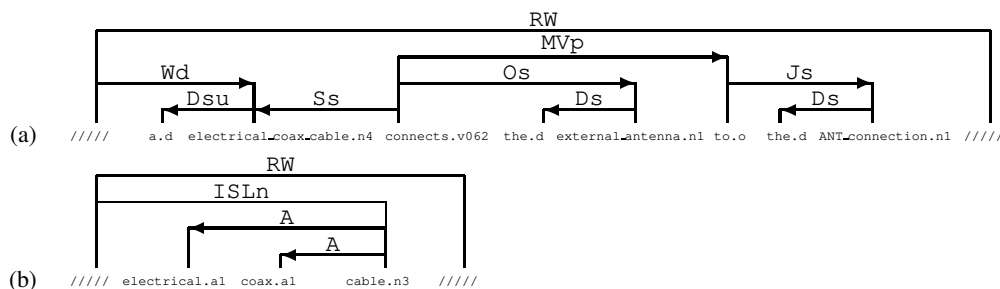 RW
MVp
Wd Os Js
Dsu Ss Ds Ds
(a) ///// a.d electrical_coax_cable.n4 connects.v062 the.d external_antenna.n1 to.o the.d ANT_connection.n1 /////
RW
ISLn
A
A
(b) ///// electrical.a1 coax.a1 cable.n3 /////